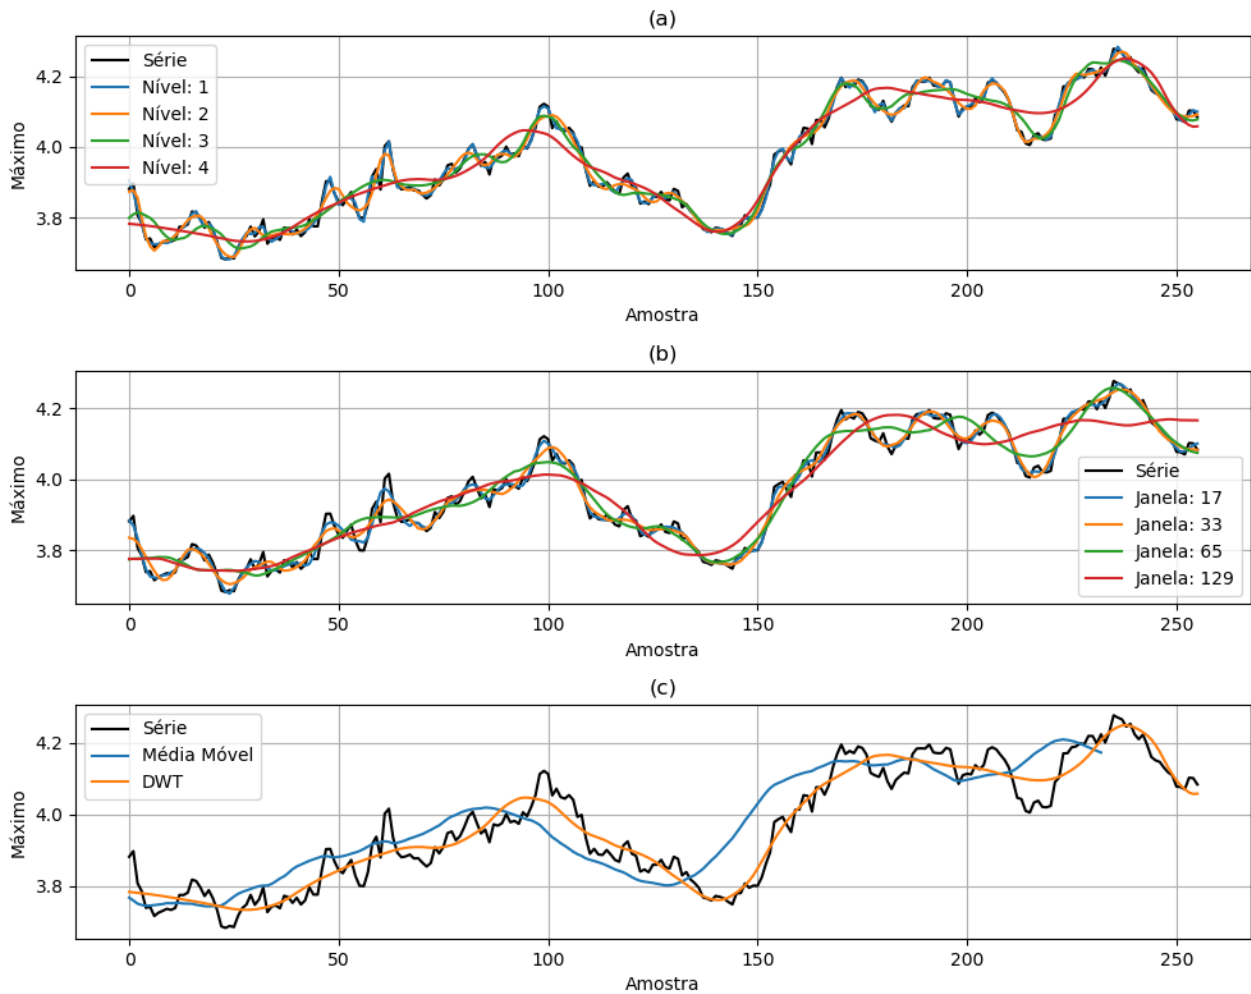 (a)
Série
Nível: 1
Nível: 2
Nível: 3
Nível: 4
Máximo
4.2
4.0
3.8
0 50 100 150 200 250
Amostra
(b)
Máximo
4.2
4.0
3.8
Série
Janela: 17
Janela: 33
Janela: 65
Janela: 129
0 50 100 150 200 250
Amostra
(c)
Série
Média Móvel
DWT
Máximo
4.2
4.0
3.8
0 50 100 150 200 250
Amostra